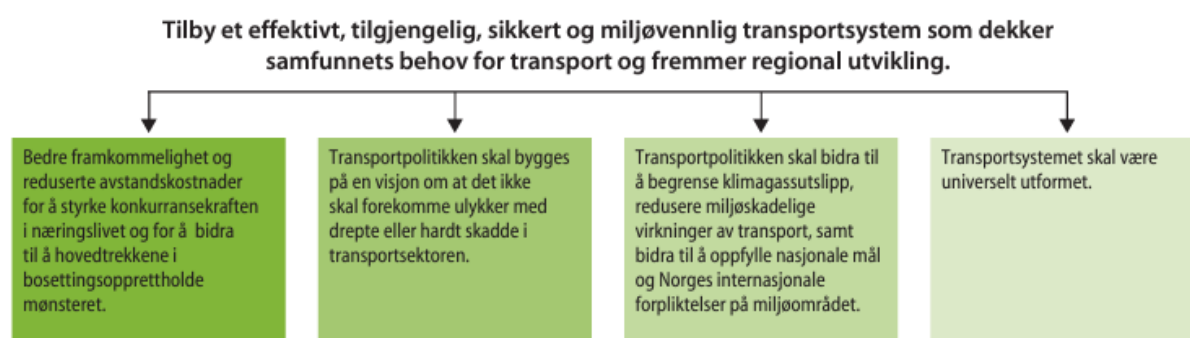 Tilby et effektivt, tilgjengelig, sikkert og miljøvennlig transportsystem som dekker
samfunnets behov for transport og fremmer regional utvikling.
Bedre framkommelighet og
reduserte avstandskostnader
for å styrke konkurransekraften
i næringslivet og for å bidra
til å hovedtrekkene i
bosettingsopprettholde
mønsteret.
Transportpolitikken skal bygges
på en visjon om at det ikke
skal forekomme ulykker med
drepte eller hardt skadde i
transportsektoren.
Transportpolitikken skal bidra til
å begrense klimagassutslipp,
redusere miljøskadelige
virkninger av transport, samt
bidra til å oppfylle nasjonale mål
og Norges internasjonale
forpliktelser på miljøområdet.
Transportsystemet skal være
universelt utformet.